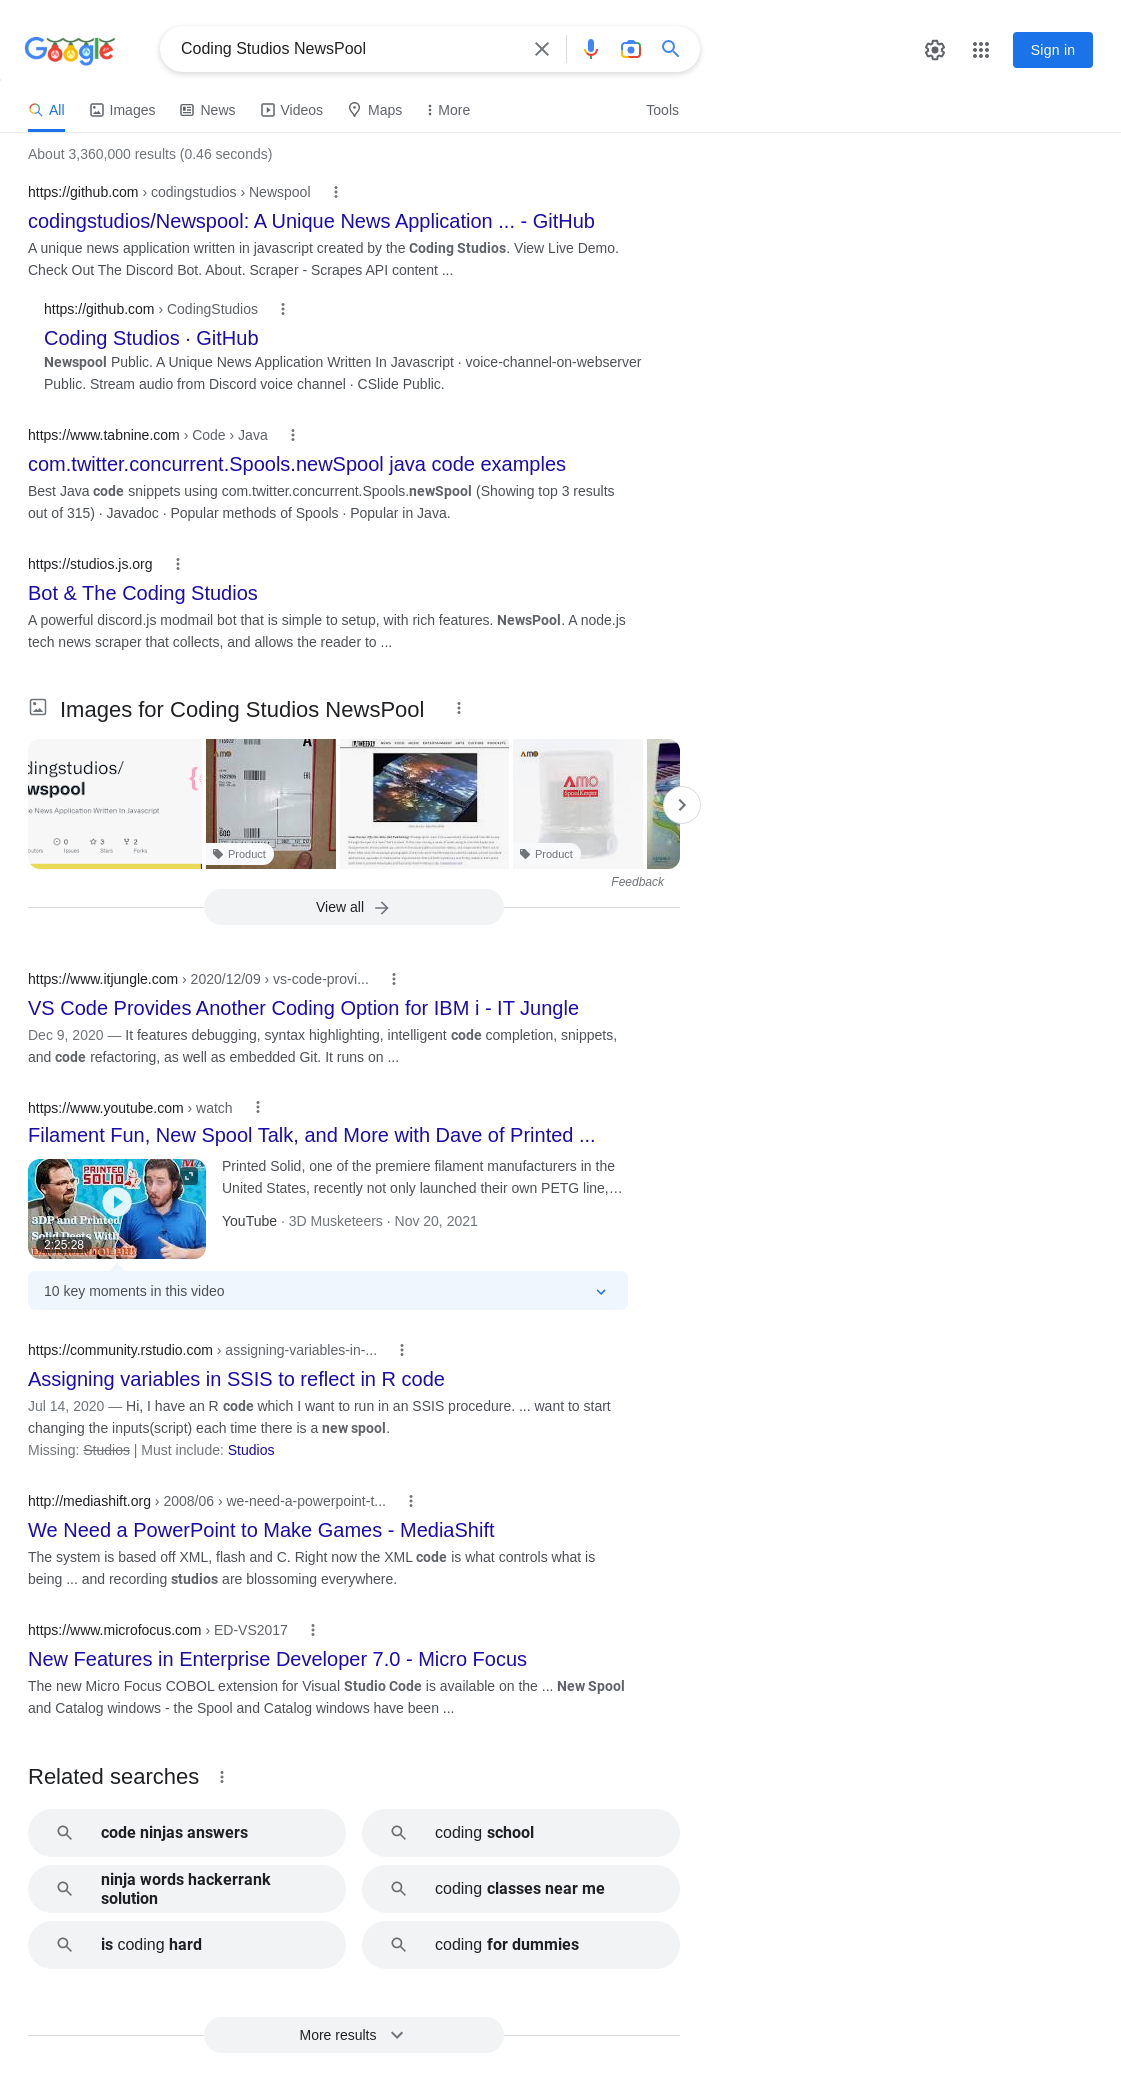 Google
Coding Studios NewsPool
Sign in
All Images News Videos Maps More Tools
About 3,360,000 results (0.46 seconds)
https://github.com › codingstudios › Newspool
codingstudios/Newspool: A Unique News Application ... - GitHub
A unique news application written in javascript created by the Coding Studios. View Live Demo.
Check Out The Discord Bot. About. Scraper - Scrapes API content ...
https://github.com › CodingStudios
Coding Studios · GitHub
Newspool Public. A Unique News Application Written In Javascript · voice-channel-on-webserver
Public. Stream audio from Discord voice channel · CSlide Public.
https://www.tabnine.com › Code › Java
com.twitter.concurrent.Spools.newSpool java code examples
Best Java code snippets using com.twitter.concurrent.Spools.newSpool (Showing top 3 results
out of 315) · Javadoc · Popular methods of Spools · Popular in Java.
https://studios.js.org
Bot & The Coding Studios
A powerful discord.js modmail bot that is simple to setup, with rich features. NewsPool. A node.js
tech news scraper that collects, and allows the reader to ...
Images for Coding Studios NewsPool
dingstudios/
wspool
e News Application Written In Javascript
0 3 2
Issues Stars Forks
Product
AMO
Product
Feedback
View all
https://www.itjungle.com › 2020/12/09 › vs-code-provi...
VS Code Provides Another Coding Option for IBM i - IT Jungle
Dec 9, 2020 — It features debugging, syntax highlighting, intelligent code completion, snippets,
and code refactoring, as well as embedded Git. It runs on ...
https://www.youtube.com › watch
Filament Fun, New Spool Talk, and More with Dave of Printed ...
PRINTED
SOLID
3DP and Printed
Solid Deets With
2:25:28
Printed Solid, one of the premiere filament manufacturers in the
United States, recently not only launched their own PETG line,…
YouTube · 3D Musketeers · Nov 20, 2021
10 key moments in this video
https://community.rstudio.com › assigning-variables-in-...
Assigning variables in SSIS to reflect in R code
Jul 14, 2020 — Hi, I have an R code which I want to run in an SSIS procedure. ... want to start
changing the inputs(script) each time there is a new spool.
Missing: Studios | Must include: Studios
http://mediashift.org › 2008/06 › we-need-a-powerpoint-t...
We Need a PowerPoint to Make Games - MediaShift
The system is based off XML, flash and C. Right now the XML code is what controls what is
being ... and recording studios are blossoming everywhere.
https://www.microfocus.com › ED-VS2017
New Features in Enterprise Developer 7.0 - Micro Focus
The new Micro Focus COBOL extension for Visual Studio Code is available on the ... New Spool
and Catalog windows - the Spool and Catalog windows have been ...
Related searches
code ninjas answers
coding school
ninja words hackerrank
solution
coding classes near me
is coding hard
coding for dummies
More results